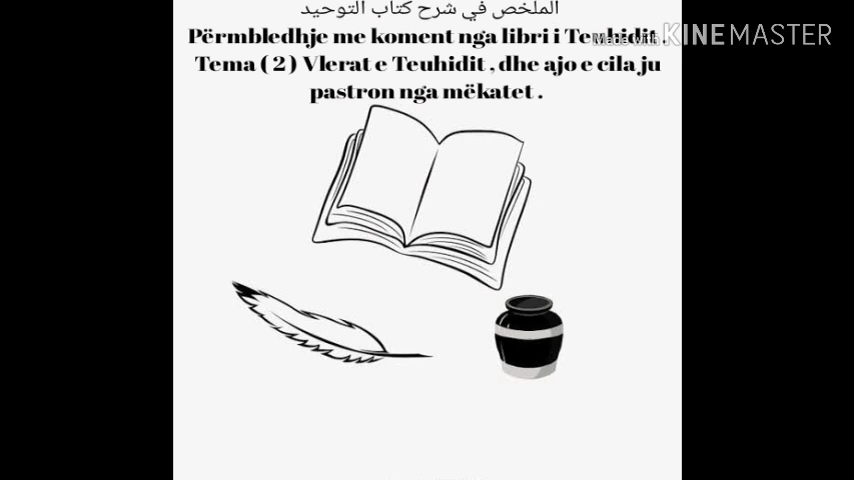 الملخص في شرح كتاب التوحيد
Përmbledhje me koment nga libri i Teuhidit .
Made with KINEMASTER
Tema ( 2 ) Vlerat e Teuhidit , dhe ajo e cila ju
pastron nga mëkatet .